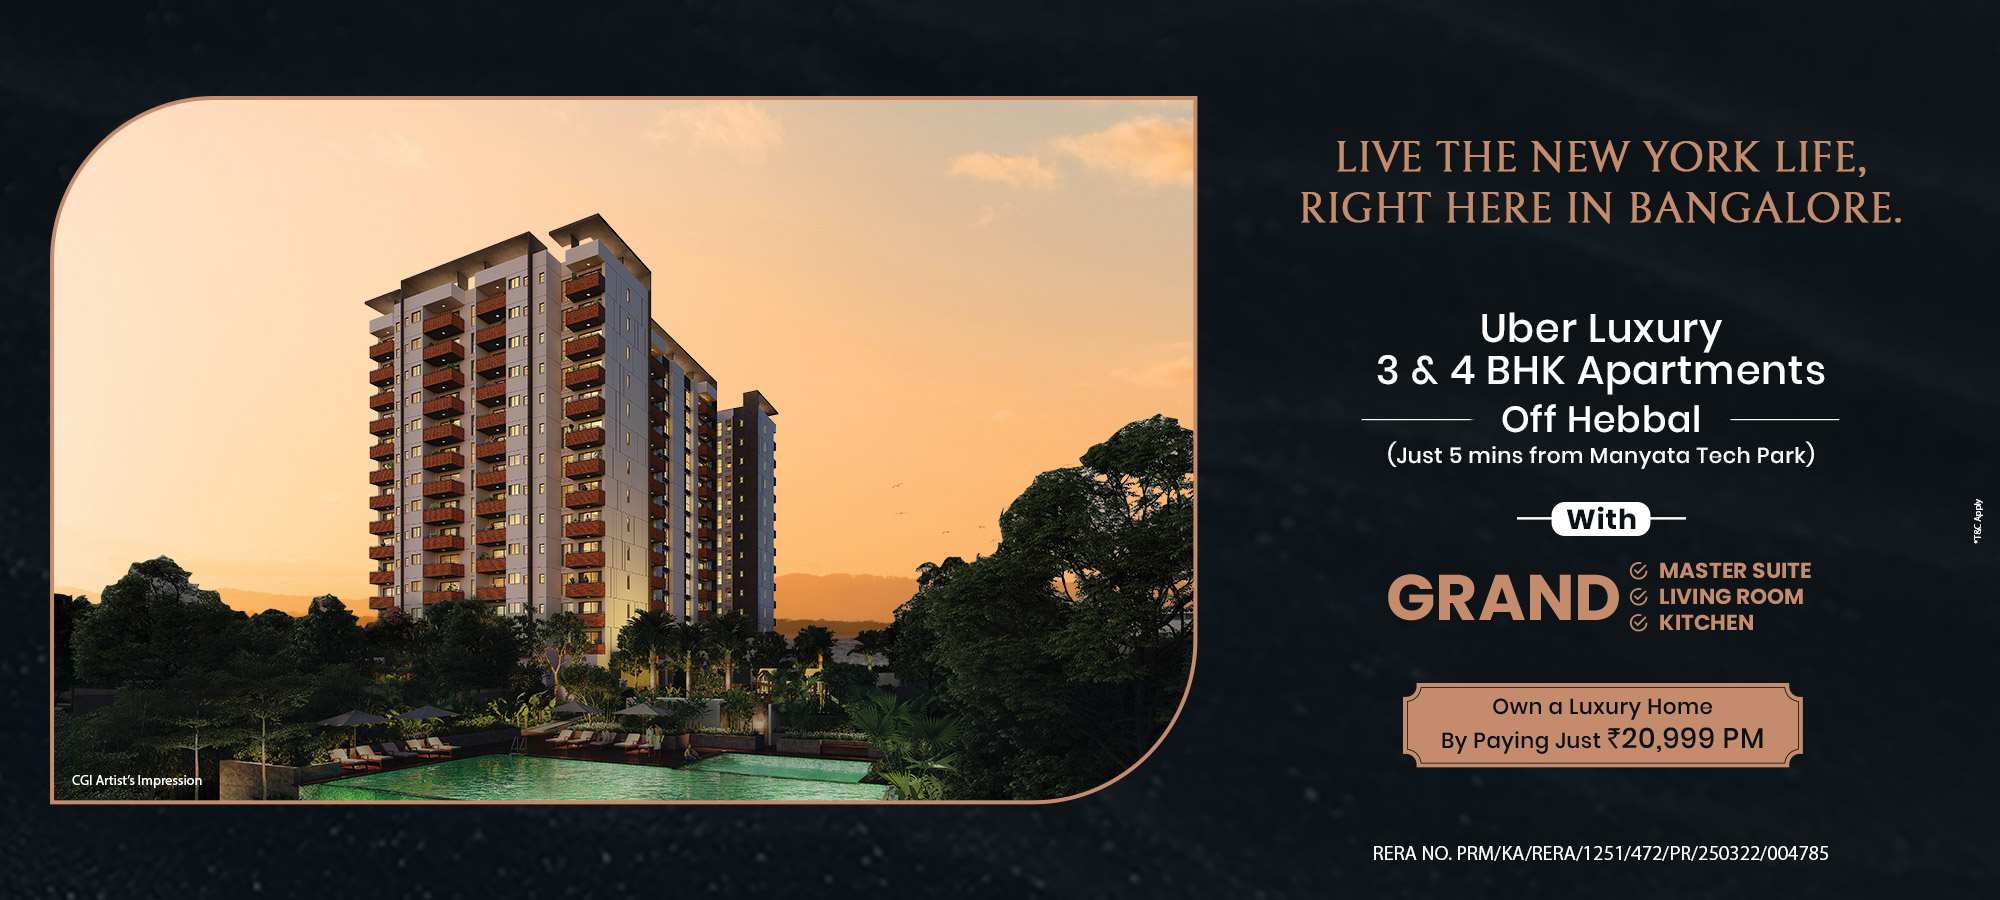 LIVE THE NEW YORK LIFE,
RIGHT HERE IN BANGALORE.
Uber Luxury
3 & 4 BHK Apartments
Off Hebbal
(Just 5 mins from Manyata Tech Park)
With
GRAND
MASTER SUITE
LIVING ROOM
KITCHEN
Own a Luxury Home
By Paying Just ₹20,999 PM
RERA NO. PRM/KA/RERA/1251/472/PR/250322/004785
CGI Artist's Impression
*T&C Apply